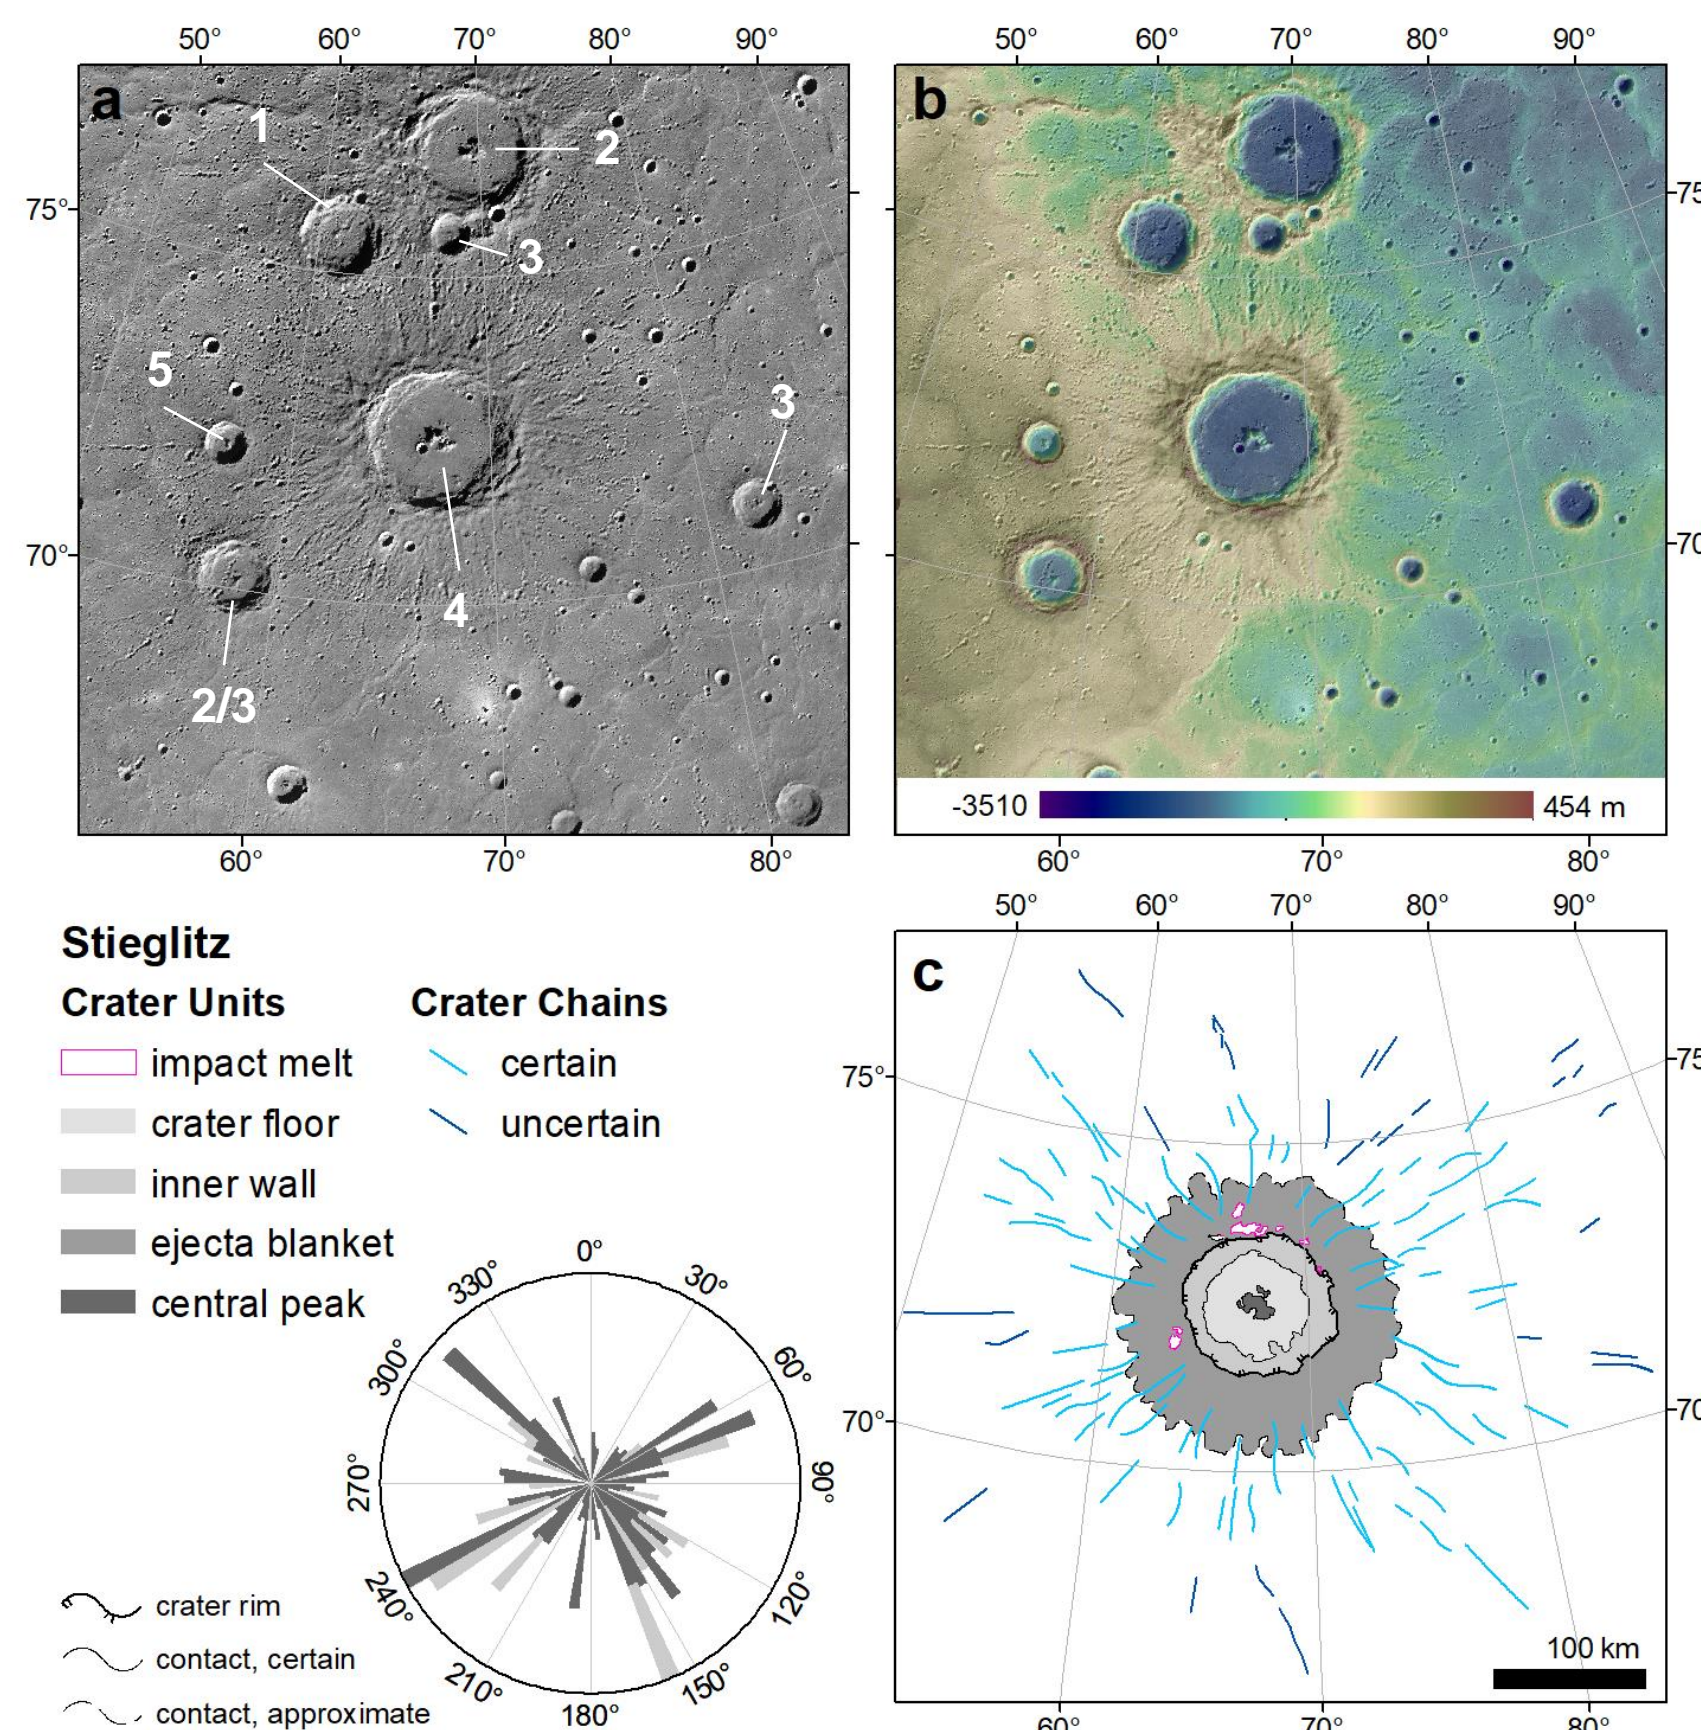 50° 60° 70° 80° 90°
50° 60° 70° 80° 90°
a
b
1
2
3
75°
75
5
3
4
70°
70
2/3
-3510 454 m
60° 70° 80°
60° 70° 80°
50° 60° 70° 80° 90°
c
Stieglitz
Crater Units Crater Chains
impact melt certain
crater floor uncertain
inner wall
ejecta blanket
central peak
75°
75
70°
70
0°
30°
60°
90°
120°
150°
180°
210°
240°
270°
300°
330°
crater rim
contact, certain
contact, approximate
100 km
60° 70° 80°